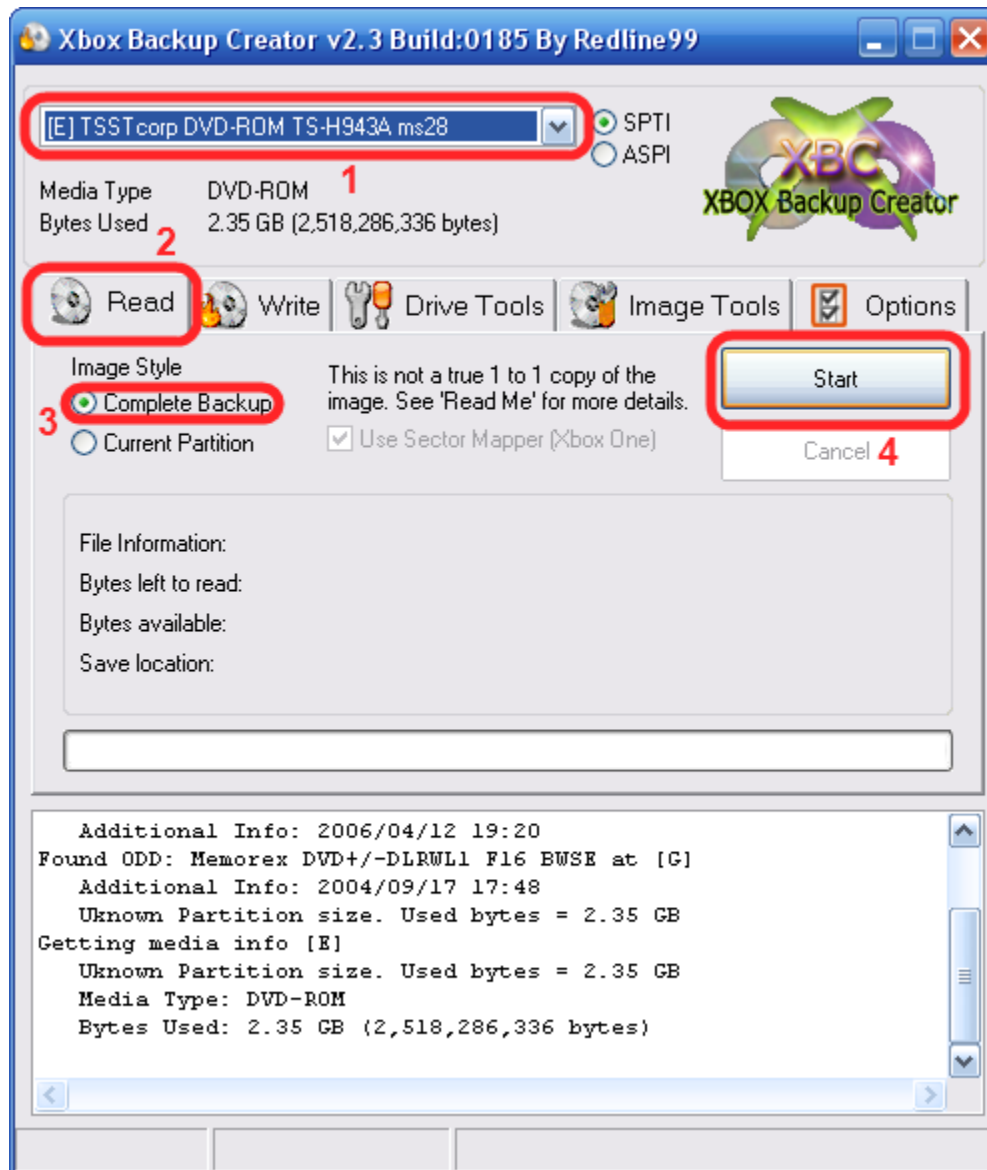 Xbox Backup Creator v2.3 Build:0185 By Redline99
[E] TSSTcorp DVD-ROM TS-H943A ms28
SPTI
ASPI
1
Media Type DVD-ROM
Bytes Used 2.35 GB (2,518,286,336 bytes)
XBC
XBOX Backup Creator
2
Read Write Drive Tools Image Tools Options
Image Style
3 Complete Backup
Current Partition
This is not a true 1 to 1 copy of the
image. See 'Read Me' for more details.
Use Sector Mapper (Xbox One)
Start
Cancel 4
File Information:
Bytes left to read:
Bytes available:
Save location:
Additional Info: 2006/04/12 19:20
Found ODD: Memorex DVD+/-DLRWL1 F16 BWSE at [G]
Additional Info: 2004/09/17 17:48
Uknown Partition size. Used bytes = 2.35 GB
Getting media info [E]
Uknown Partition size. Used bytes = 2.35 GB
Media Type: DVD-ROM
Bytes Used: 2.35 GB (2,518,286,336 bytes)